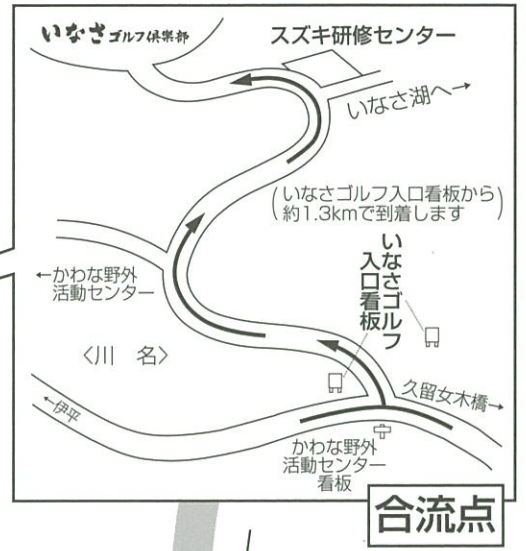 いなさゴルフ倶楽部
スズキ研修センター
いなさ湖へ→
(いなさゴルフ入口看板から
約1.3kmで到着します)
←かわな野外
活動センター
いなさゴルフ
入口看板
〈川 名〉
久留女木橋→
←伊平
かわな野外
活動センター
看板
合流点